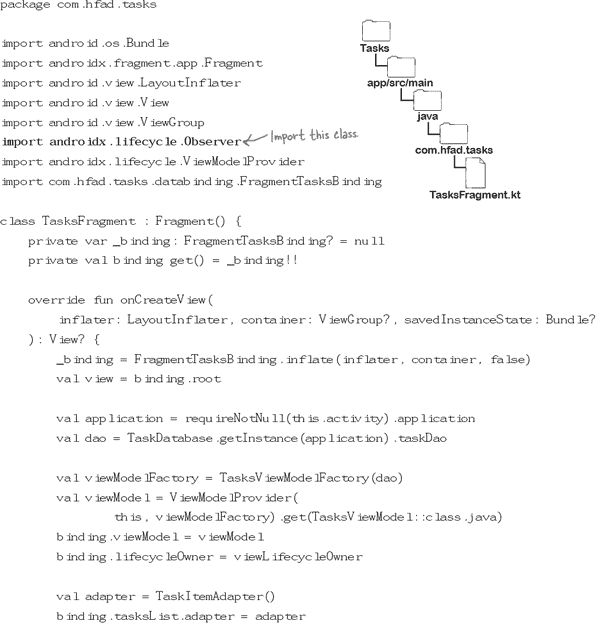 package com.hfad.tasks
import android.os.Bundle
import androidx.fragment.app.Fragment
import android.view.LayoutInflater
import android.view.View
import android.view.ViewGroup
import androidx.lifecycle.Observer
Import this class.
import androidx.lifecycle.ViewModelProvider
import com.hfad.tasks.databinding.FragmentTasksBinding
Tasks
app/src/main
java
com.hfad.tasks
TasksFragment.kt
class TasksFragment : Fragment() {
private var _binding: FragmentTasksBinding? = null
private val binding get() = _binding!!
override fun onCreateView(
inflater: LayoutInflater, container: ViewGroup?, savedInstanceState: Bundle?
): View? {
_binding = FragmentTasksBinding.inflate(inflater, container, false)
val view = binding.root
val application = requireNotNull(this.activity).application
val dao = TaskDatabase.getInstance(application).taskDao
val viewModelFactory = TasksViewModelFactory(dao)
val viewModel = ViewModelProvider(
this, viewModelFactory).get(TasksViewModel::class.java)
binding.viewModel = viewModel
binding.lifecycleOwner = viewLifecycleOwner
val adapter = TaskItemAdapter()
binding.tasksList.adapter = adapter